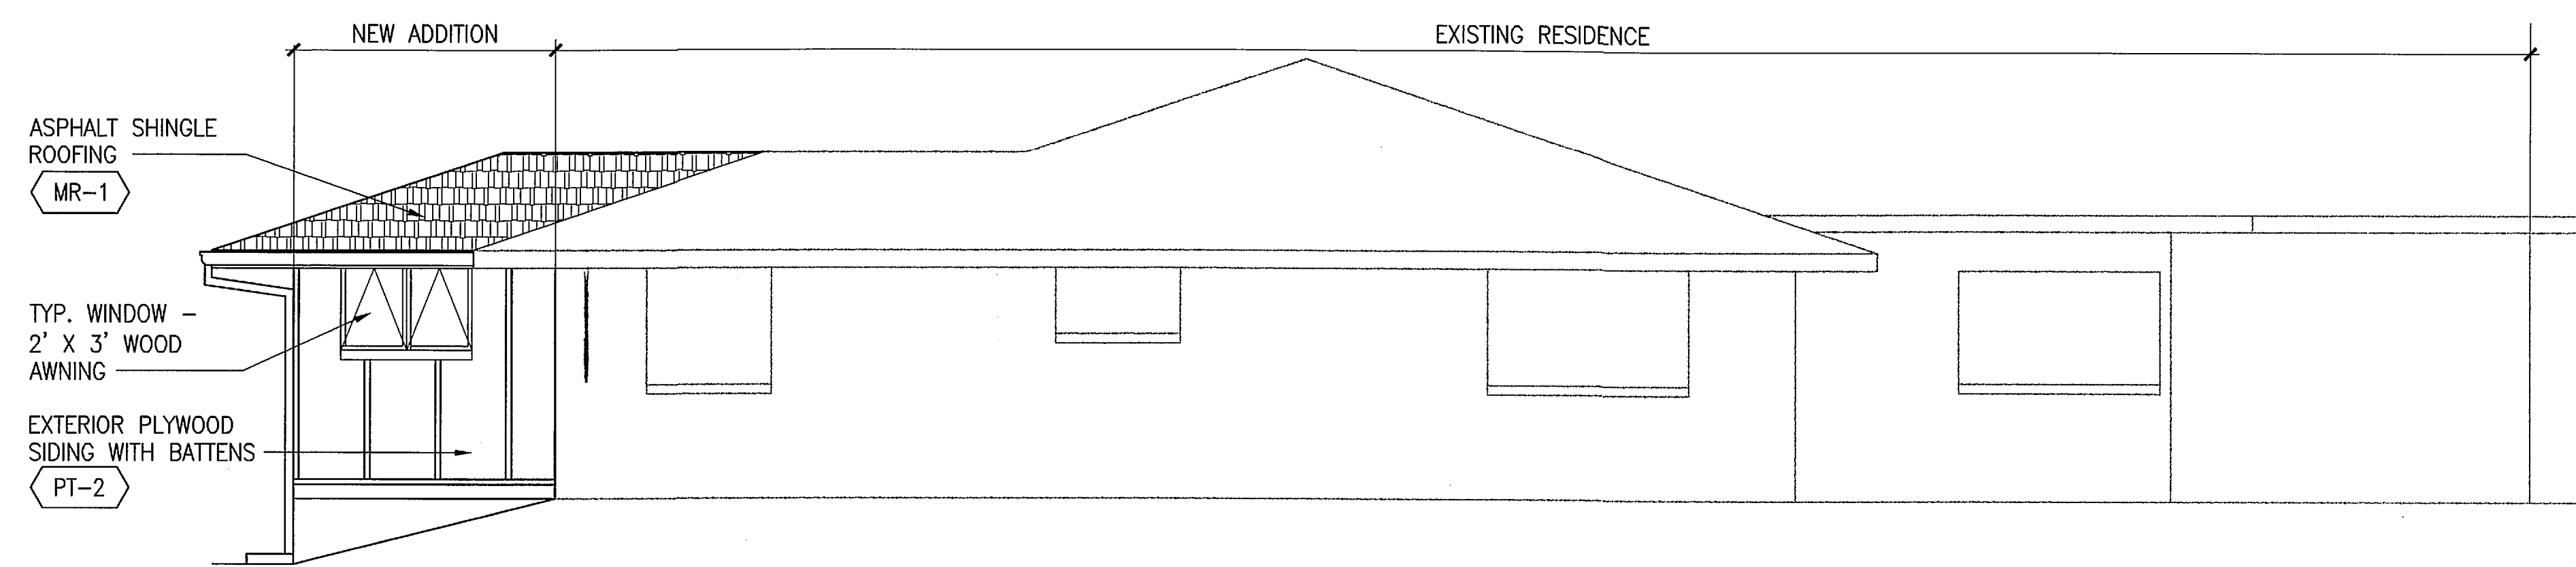 NEW ADDITION
EXISTING RESIDENCE
ASPHALT SHINGLE
ROOFING
MR-1
TYP. WINDOW -
2' X 3' WOOD
AWNING
EXTERIOR PLYWOOD
SIDING WITH BATTENS
PT-2